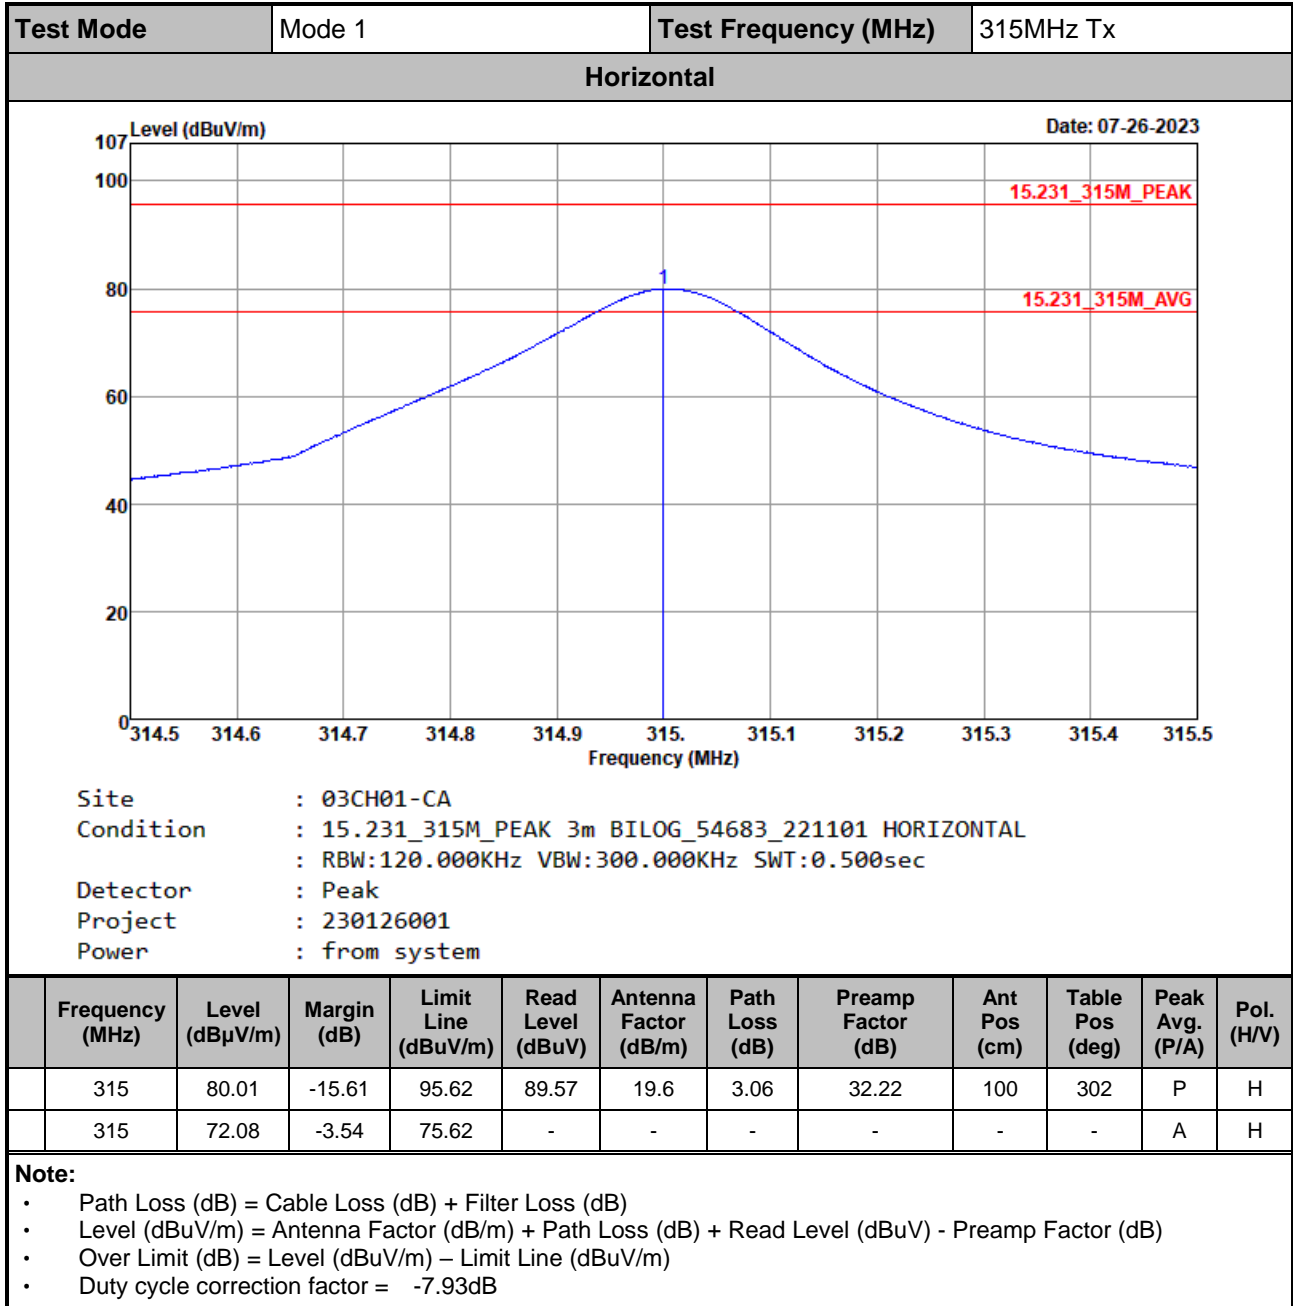 Test Mode Mode 1 Test Frequency (MHz) 315MHz Tx
Horizontal
Level (dBuV/m) Date: 07-26-2023
107
100
15.231_315M_PEAK
1
80
15.231_315M_AVG
60
40
20
0
314.5 314.6 314.7 314.8 314.9 315. 315.1 315.2 315.3 315.4 315.5
Frequency (MHz)
Site : 03CH01-CA
Condition : 15.231_315M_PEAK 3m BILOG_54683_221101 HORIZONTAL
: RBW:120.000KHz VBW:300.000KHz SWT:0.500sec
Detector : Peak
Project : 230126001
Power : from system
Frequency (MHz) Level (dBµV/m) Margin (dB) Limit Line (dBuV/m) Read Level (dBuV) Antenna Factor (dB/m) Path Loss (dB) Preamp Factor (dB) Ant Pos (cm) Table Pos (deg) Peak Avg. (P/A) Pol. (H/V)
315 80.01 -15.61 95.62 89.57 19.6 3.06 32.22 100 302 P H
315 72.08 -3.54 75.62 - - - - - - A H
Note:
· Path Loss (dB) = Cable Loss (dB) + Filter Loss (dB)
· Level (dBuV/m) = Antenna Factor (dB/m) + Path Loss (dB) + Read Level (dBuV) - Preamp Factor (dB)
· Over Limit (dB) = Level (dBuV/m) – Limit Line (dBuV/m)
· Duty cycle correction factor = -7.93dB